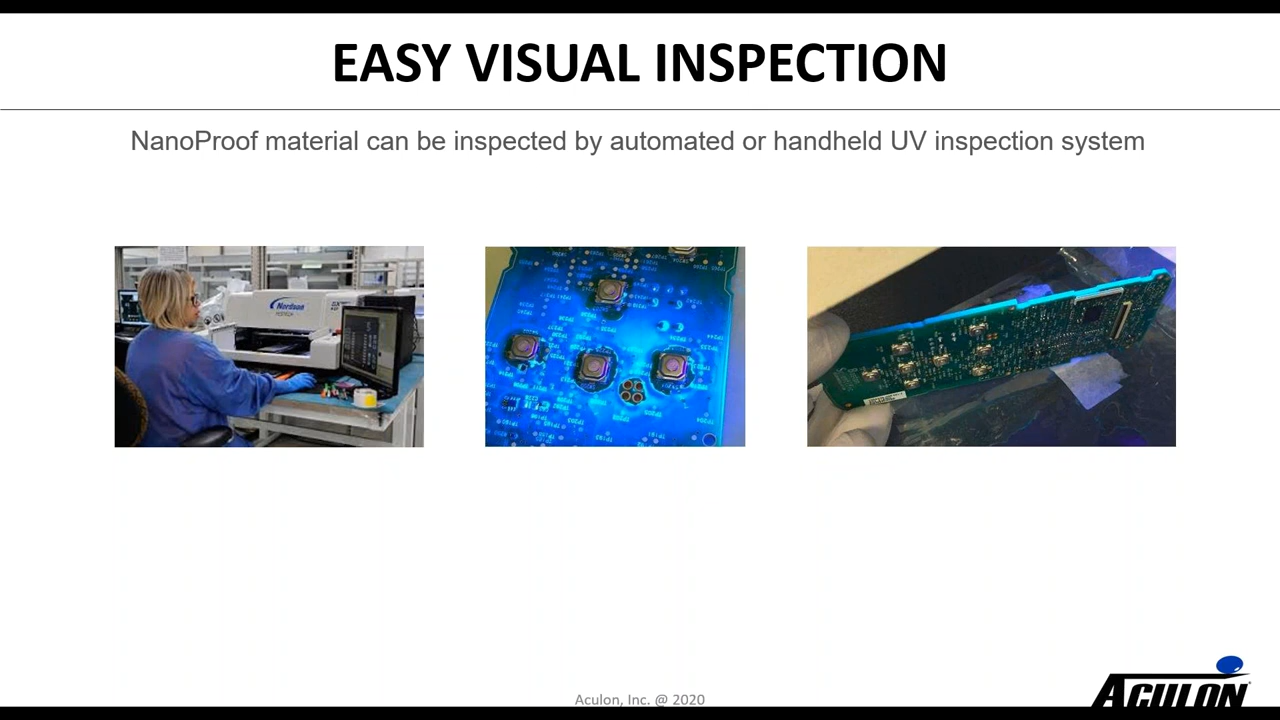 EASY VISUAL INSPECTION
NanoProof material can be inspected by automated or handheld UV inspection system
Nordson
Aculon, Inc. @ 2020
ACULON